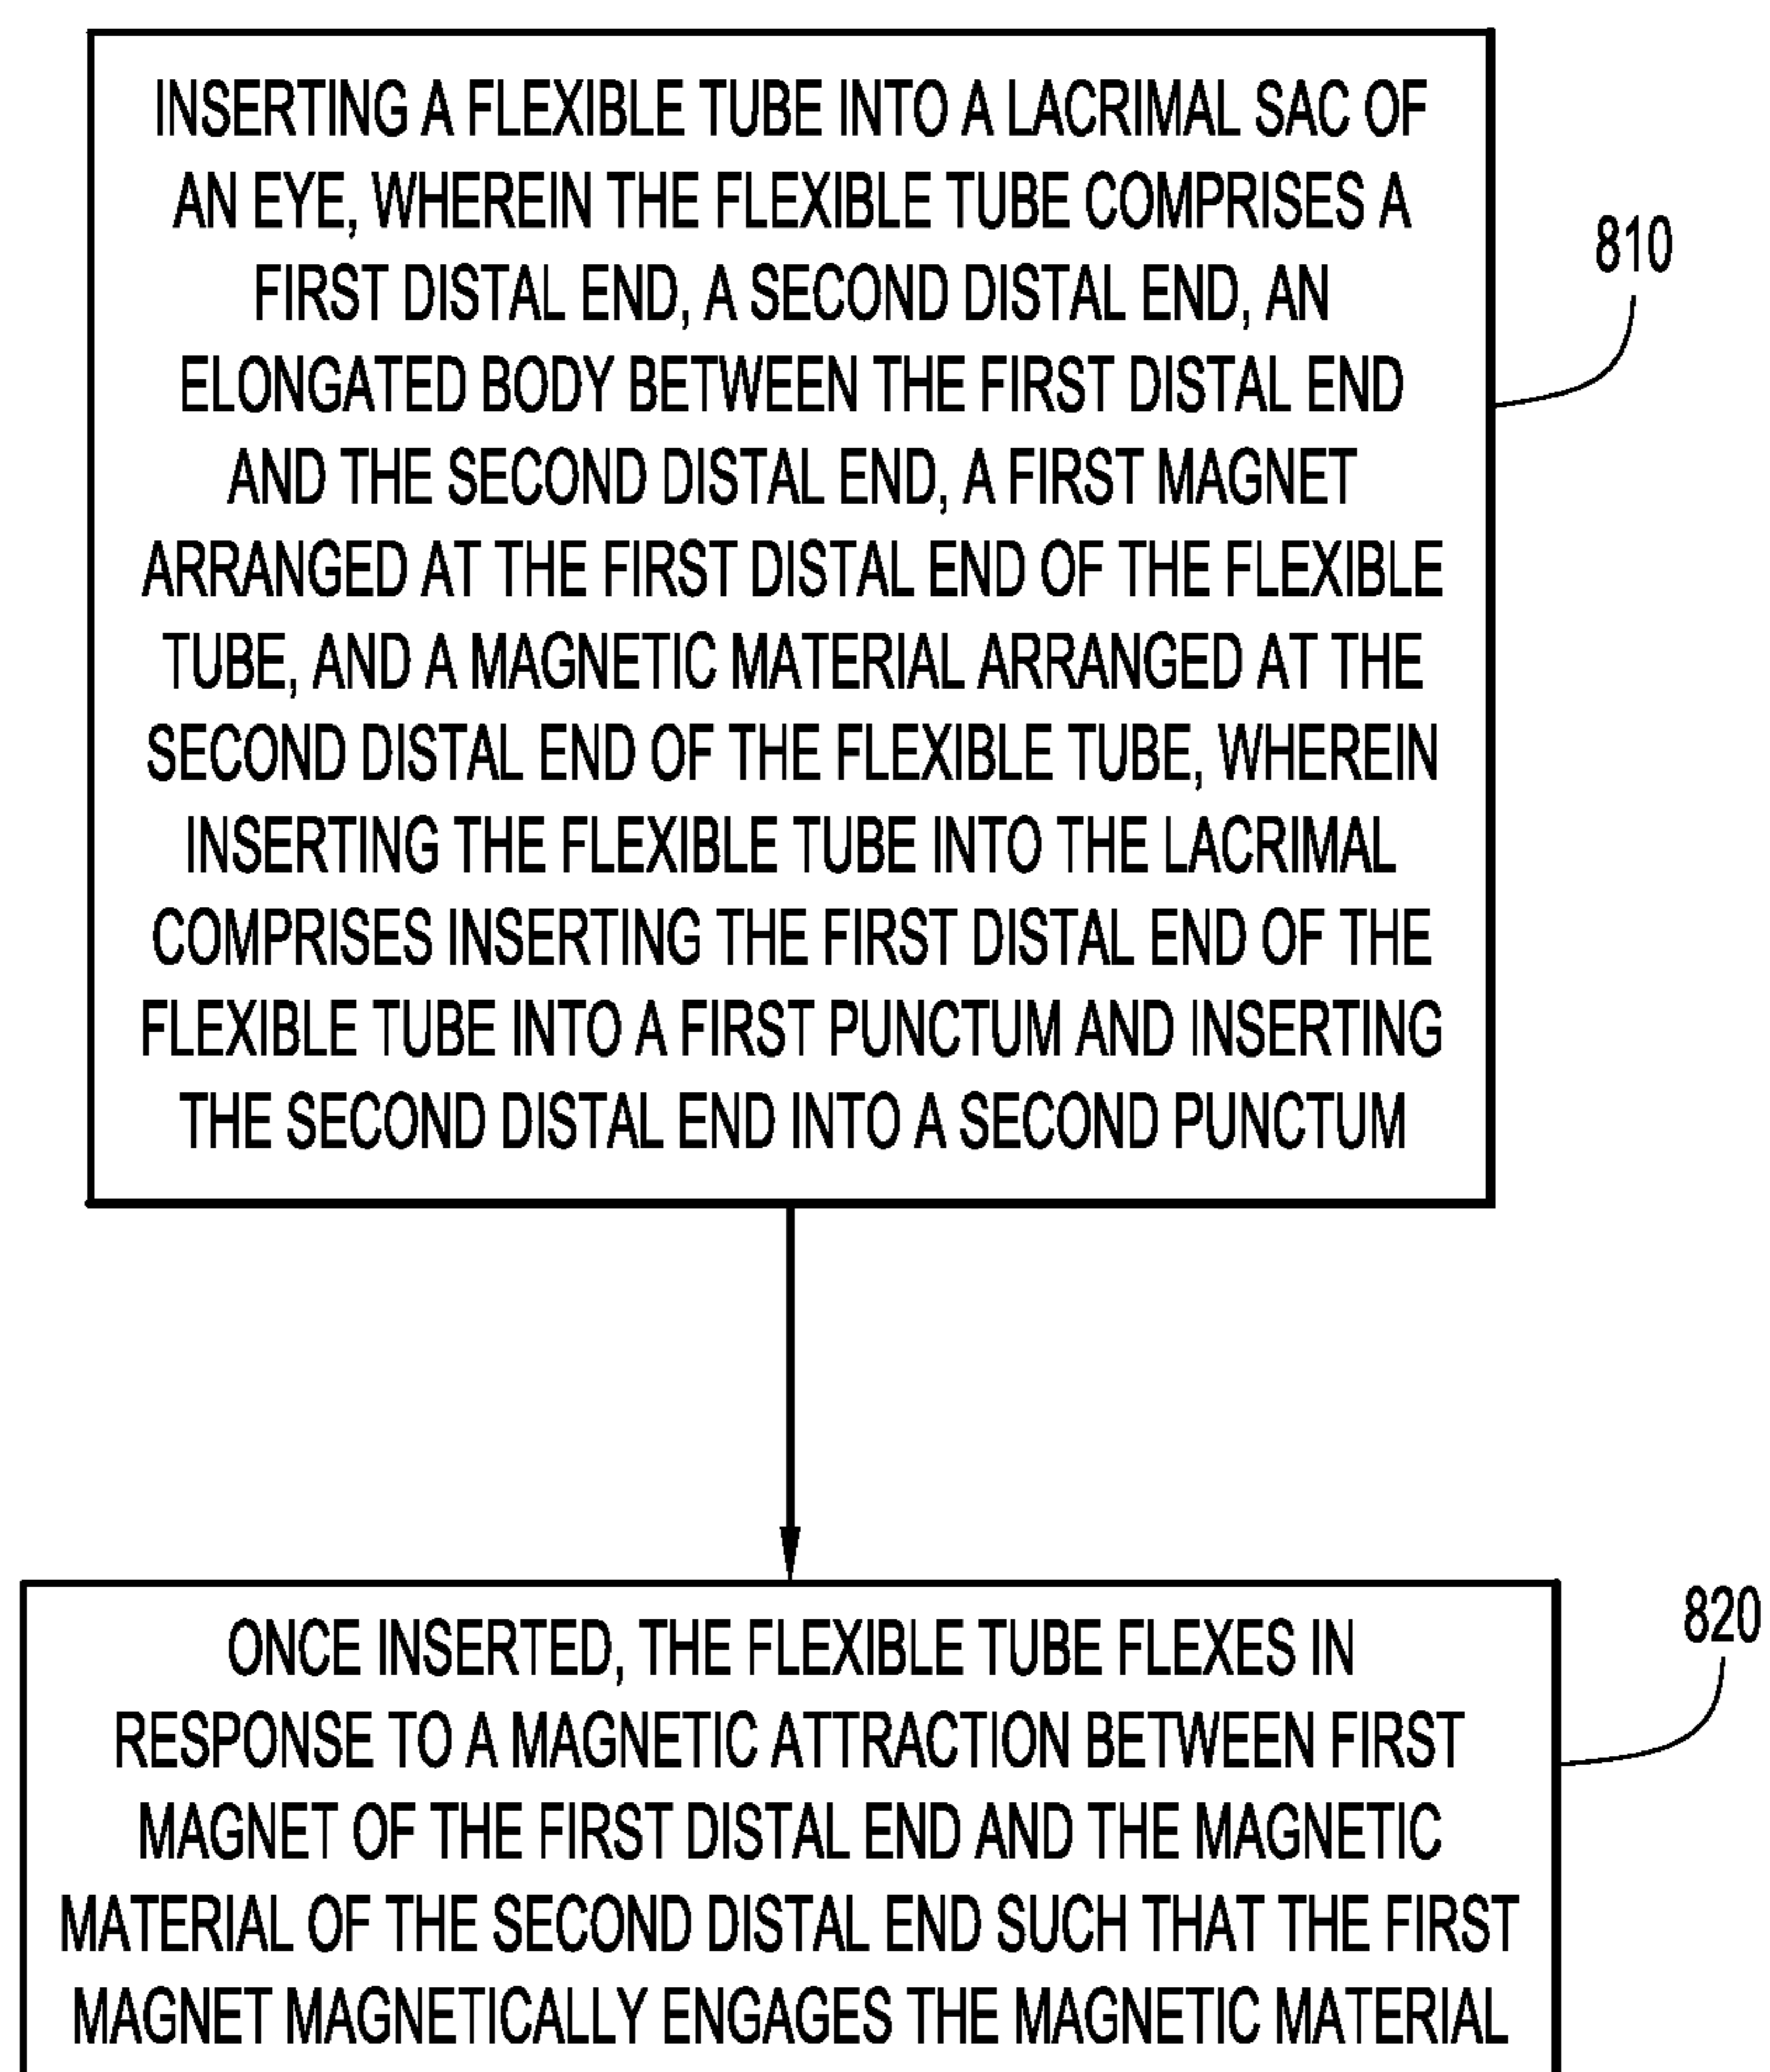 INSERTING A FLEXIBLE TUBE INTO A LACRIMAL SAC OF
AN EYE, WHEREIN THE FLEXIBLE TUBE COMPRISES A
FIRST DISTAL END, A SECOND DISTAL END, AN
ELONGATED BODY BETWEEN THE FIRST DISTAL END
AND THE SECOND DISTAL END, A FIRST MAGNET
ARRANGED AT THE FIRST DISTAL END OF THE FLEXIBLE
TUBE, AND A MAGNETIC MATERIAL ARRANGED AT THE
SECOND DISTAL END OF THE FLEXIBLE TUBE, WHEREIN
INSERTING THE FLEXIBLE TUBE INTO THE LACRIMAL
COMPRISES INSERTING THE FIRST DISTAL END OF THE
FLEXIBLE TUBE INTO A FIRST PUNCTUM AND INSERTING
THE SECOND DISTAL END INTO A SECOND PUNCTUM
810
ONCE INSERTED, THE FLEXIBLE TUBE FLEXES IN
RESPONSE TO A MAGNETIC ATTRACTION BETWEEN FIRST
MAGNET OF THE FIRST DISTAL END AND THE MAGNETIC
MATERIAL OF THE SECOND DISTAL END SUCH THAT THE FIRST
MAGNET MAGNETICALLY ENGAGES THE MAGNETIC MATERIAL
820